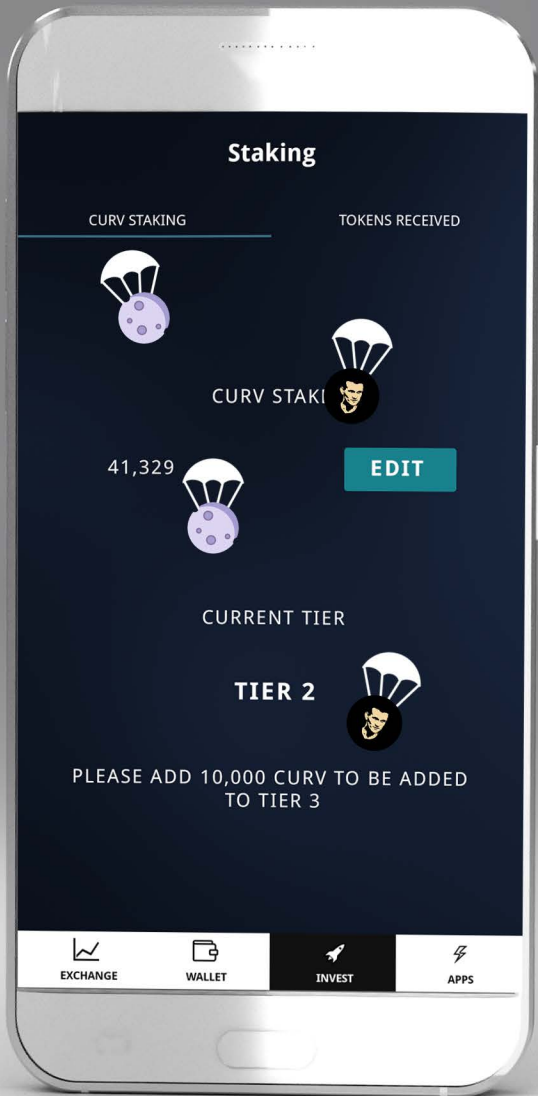 Staking
CURV STAKING
TOKENS RECEIVED
CURV
41,329
EDIT
CURRENT TIER
TIER 2
PLEASE ADD 10,000 CURV TO BE ADDED
TO TIER 3
EXCHANGE
WALLET
INVEST
APPS